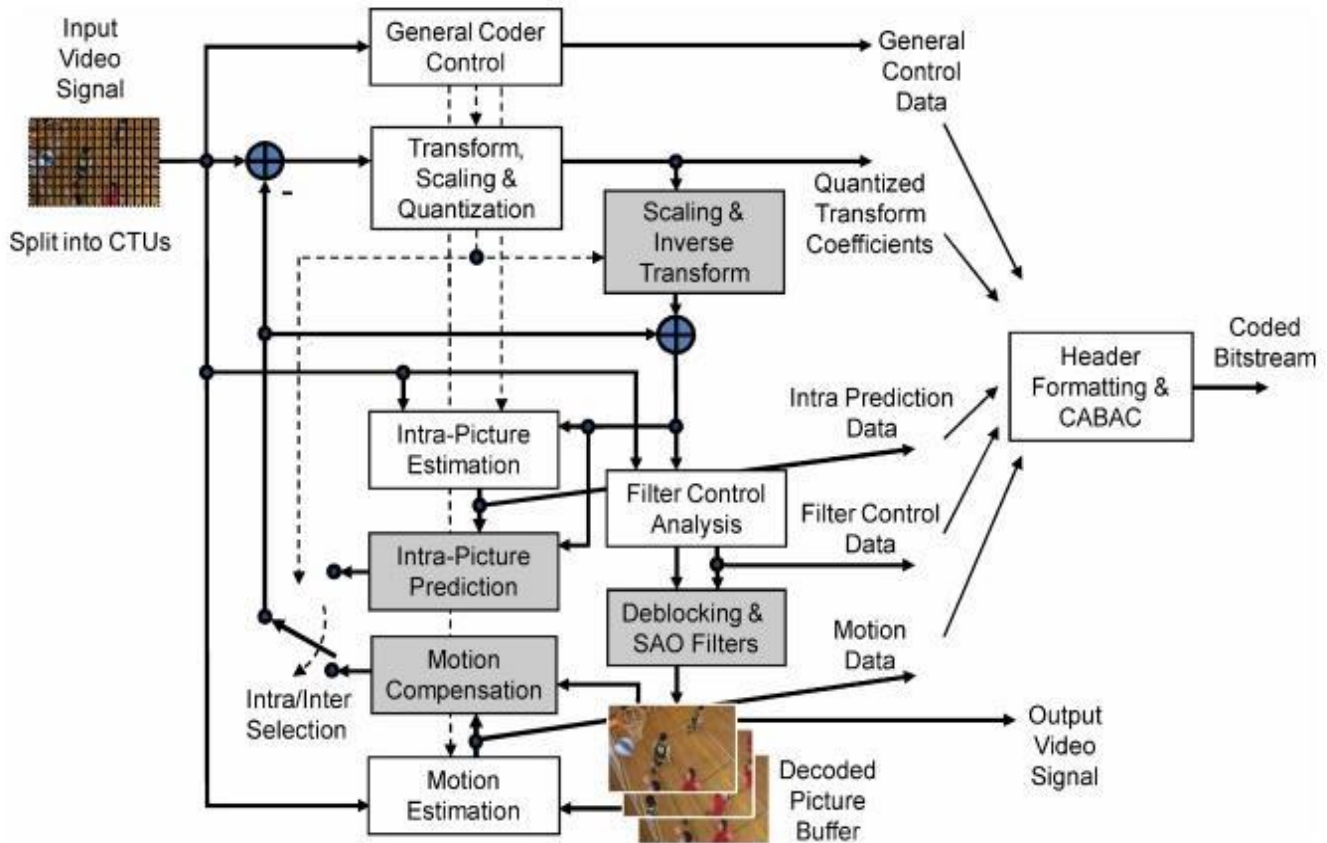 Input
Video
Signal
General Coder
Control
General
Control
Data
Transform,
Scaling &
Quantization
-
Split into CTUs
Quantized
Transform
Coefficients
Scaling &
Inverse
Transform
Header
Formatting &
CABAC
Coded
Bitstream
Intra Prediction
Data
Intra-Picture
Estimation
Filter Control
Analysis
Filter Control
Data
Intra-Picture
Prediction
Deblocking &
SAO Filters
Motion
Data
Motion
Compensation
Intra/Inter
Selection
Output
Video
Signal
Motion
Estimation
Decoded
Picture
Buffer